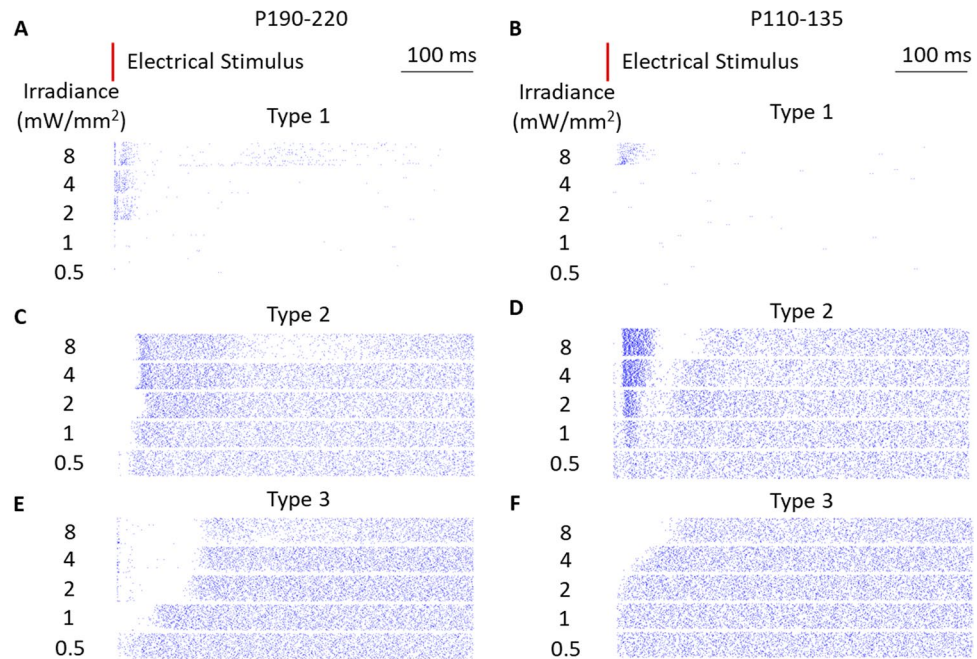 P190-220
P110-135
A
B
Electrical Stimulus
100 ms
Electrical Stimulus
100 ms
Irradiance
(mW/mm²)
Type 1
8
4
2
1
0.5
Irradiance
(mW/mm²)
Type 1
8
4
2
1
0.5
C
Type 2
8
4
2
1
0.5
D
Type 2
8
4
2
1
0.5
E
Type 3
8
4
2
1
0.5
F
Type 3
8
4
2
1
0.5